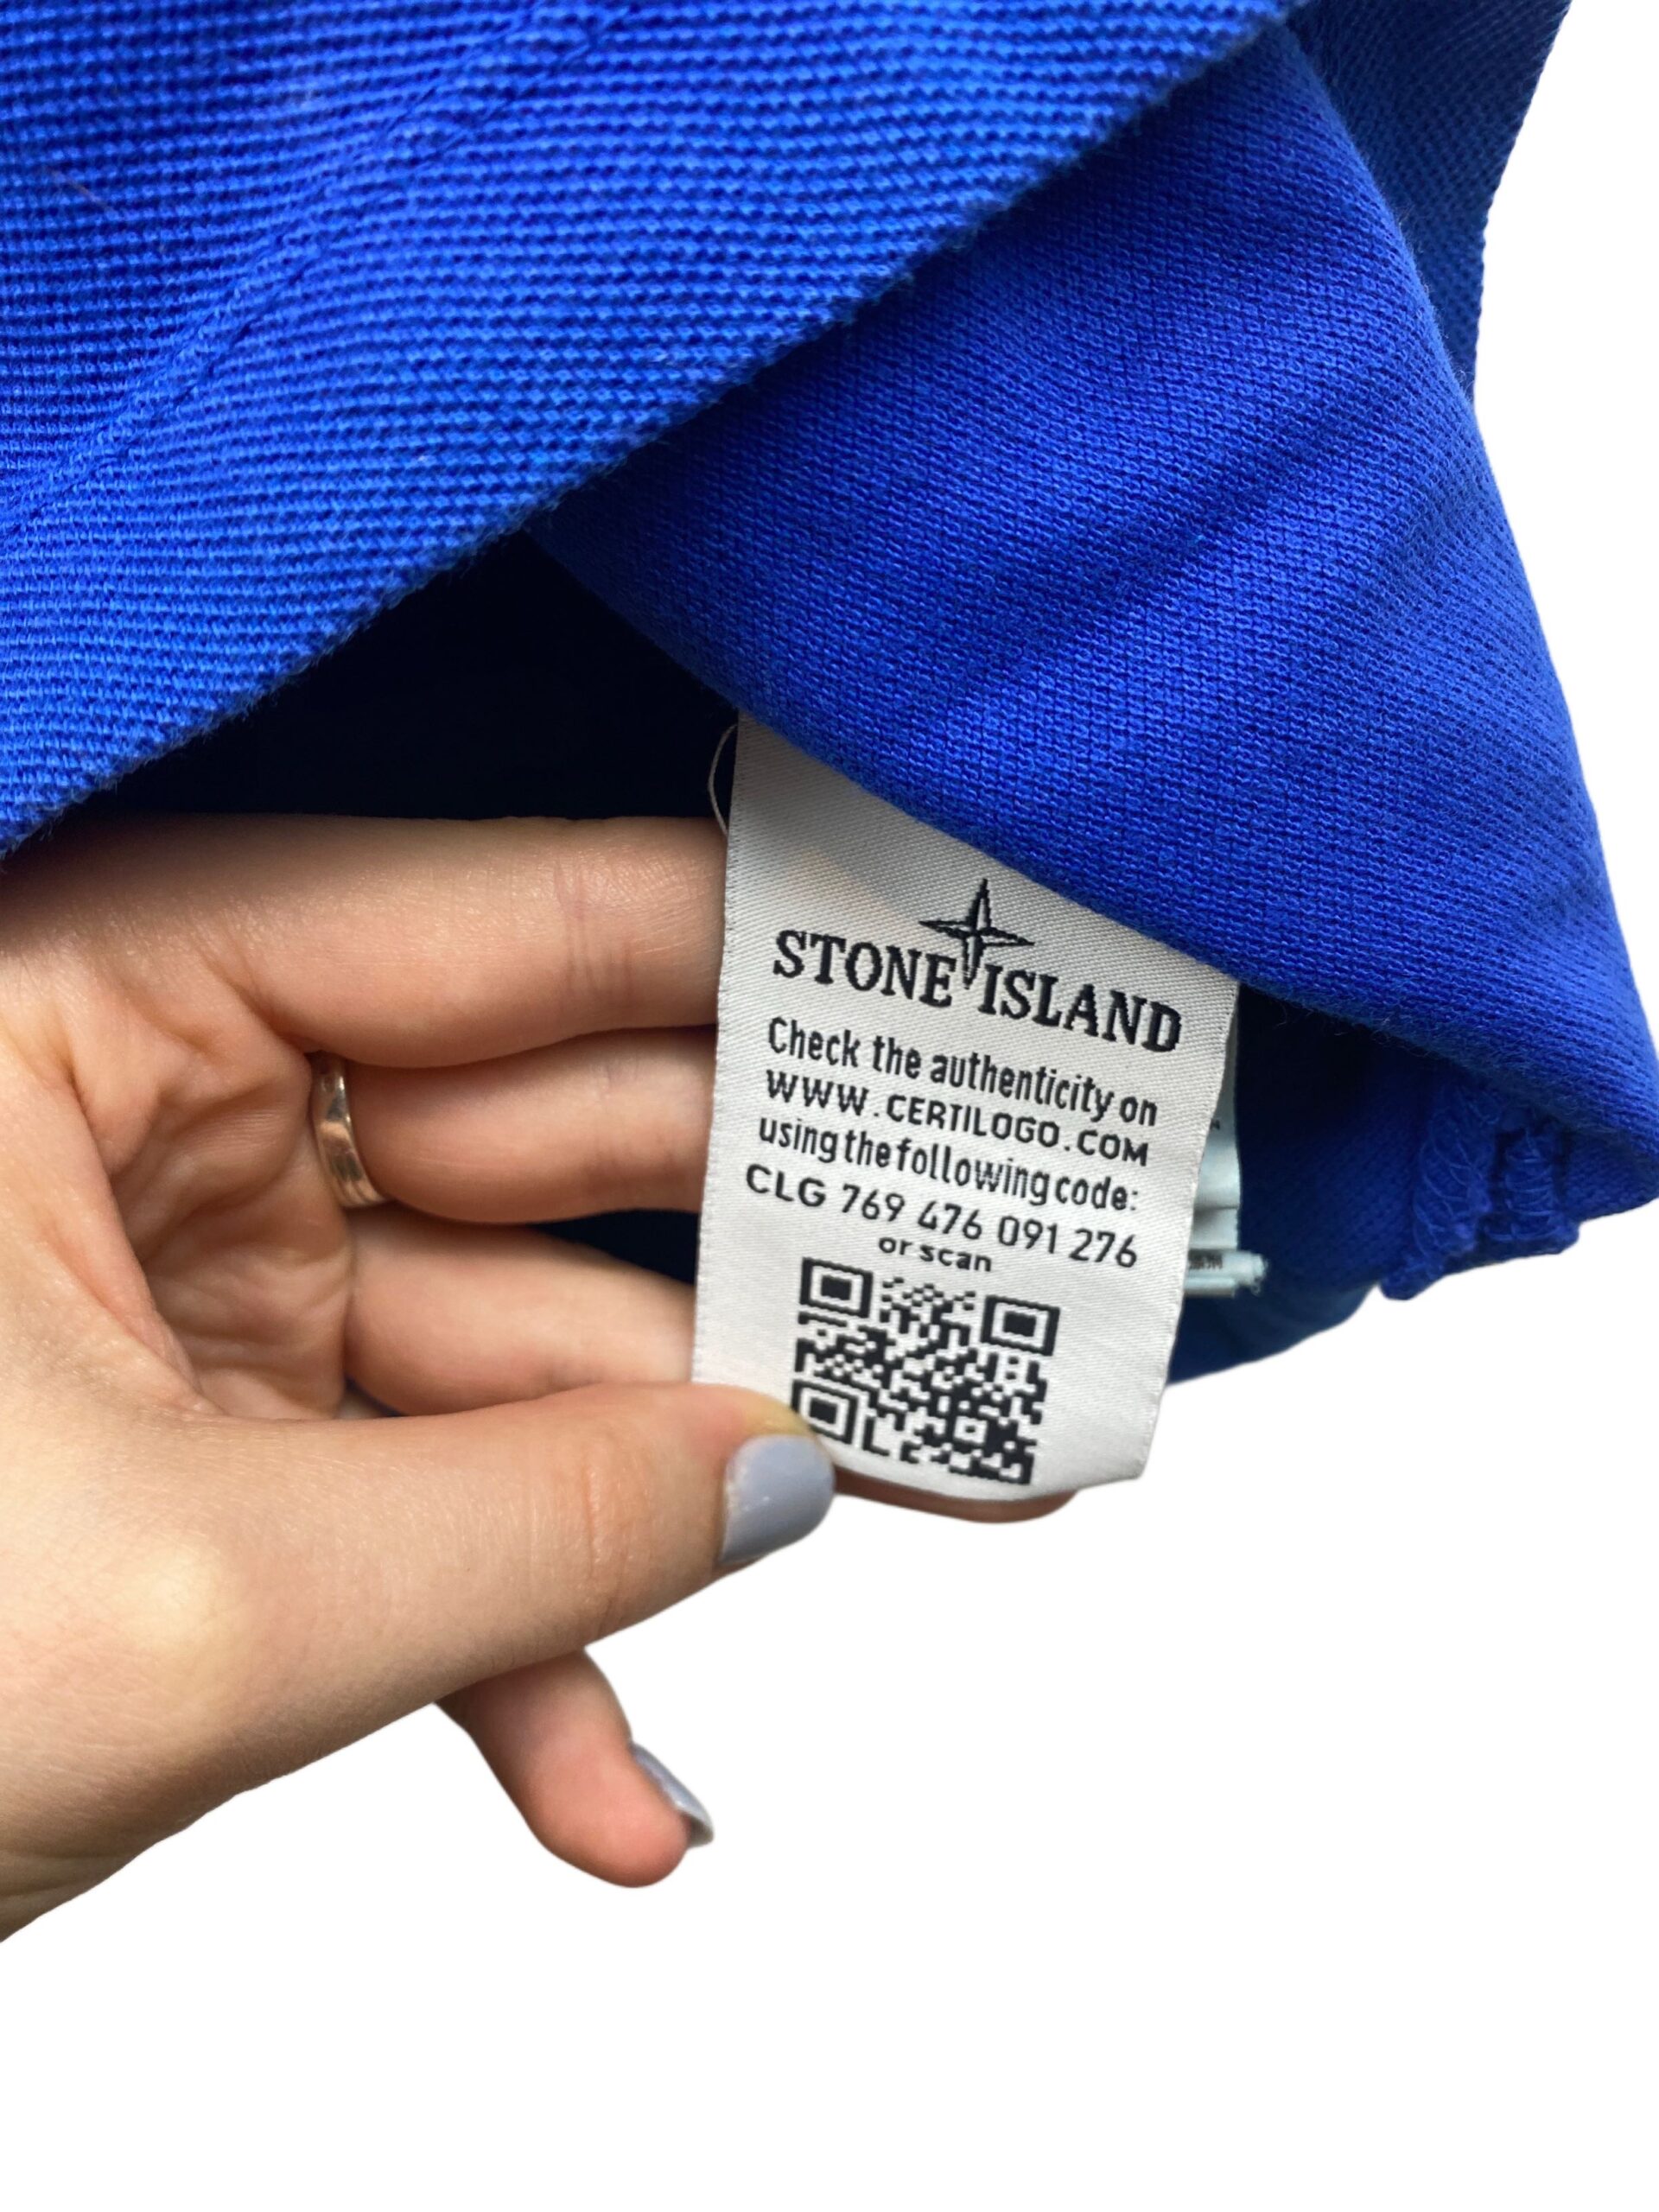 STONE ISLAND
Check the authenticity on
WWW.CERTILOGO.COM
using the following code:
CLG 769 476 091 276
or scan